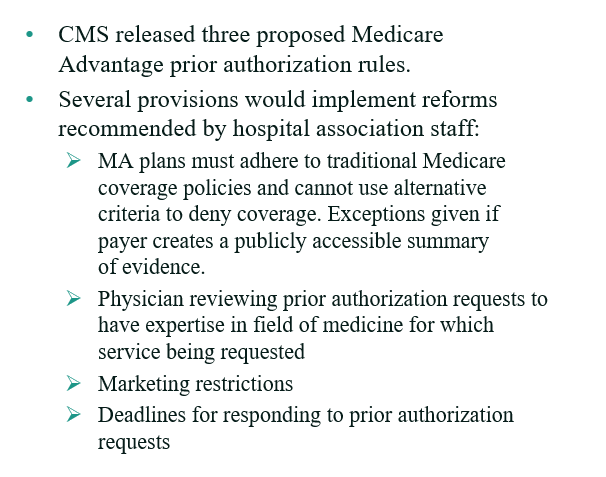 • CMS released three proposed Medicare
Advantage prior authorization rules.
• Several provisions would implement reforms
recommended by hospital association staff:
➢ MA plans must adhere to traditional Medicare
coverage policies and cannot use alternative
criteria to deny coverage. Exceptions given if
payer creates a publicly accessible summary
of evidence.
➢ Physician reviewing prior authorization requests to
have expertise in field of medicine for which
service being requested
➢ Marketing restrictions
➢ Deadlines for responding to prior authorization
requests